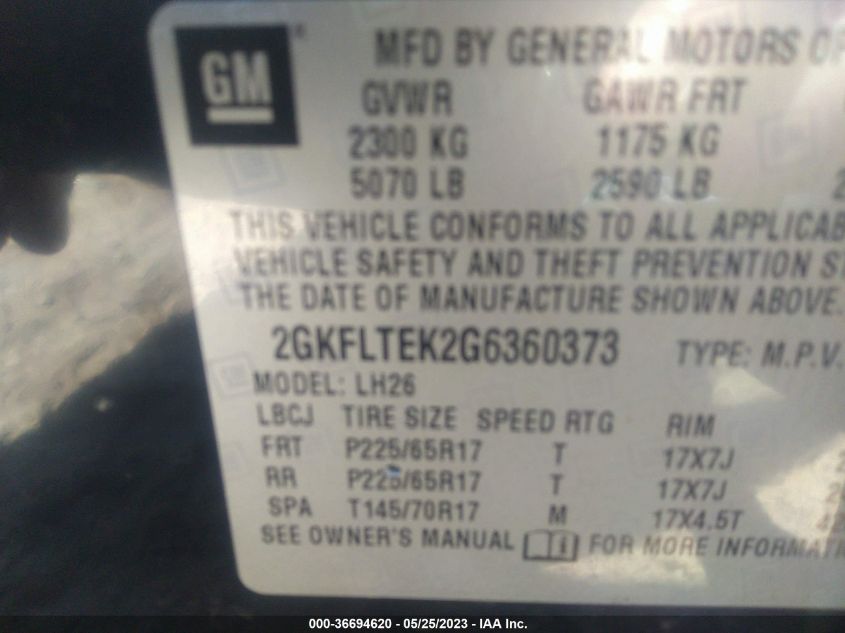 GM
MFD BY GENERAL MOTORS OF
GVWR GAWR FRT
2300 KG 1175 KG
5070 LB 2590 LB 2
THIS VEHICLE CONFORMS TO ALL APPLICAB
VEHICLE SAFETY AND THEFT PREVENTION S
THE DATE OF MANUFACTURE SHOWN ABOVE.
2GKFLTEK2G6360373 TYPE: M.P.V.
MODEL: LH26
LBCJ TIRE SIZE SPEED RTG RIM
FRT P225/65R17 T 17X7J
RR P225/65R17 T 17X7J
SPA T145/70R17 M 17X4.5T
SEE OWNER'S MANUAL FOR MORE INFORMATI
000-36694620 - 05/25/2023 - IAA Inc.